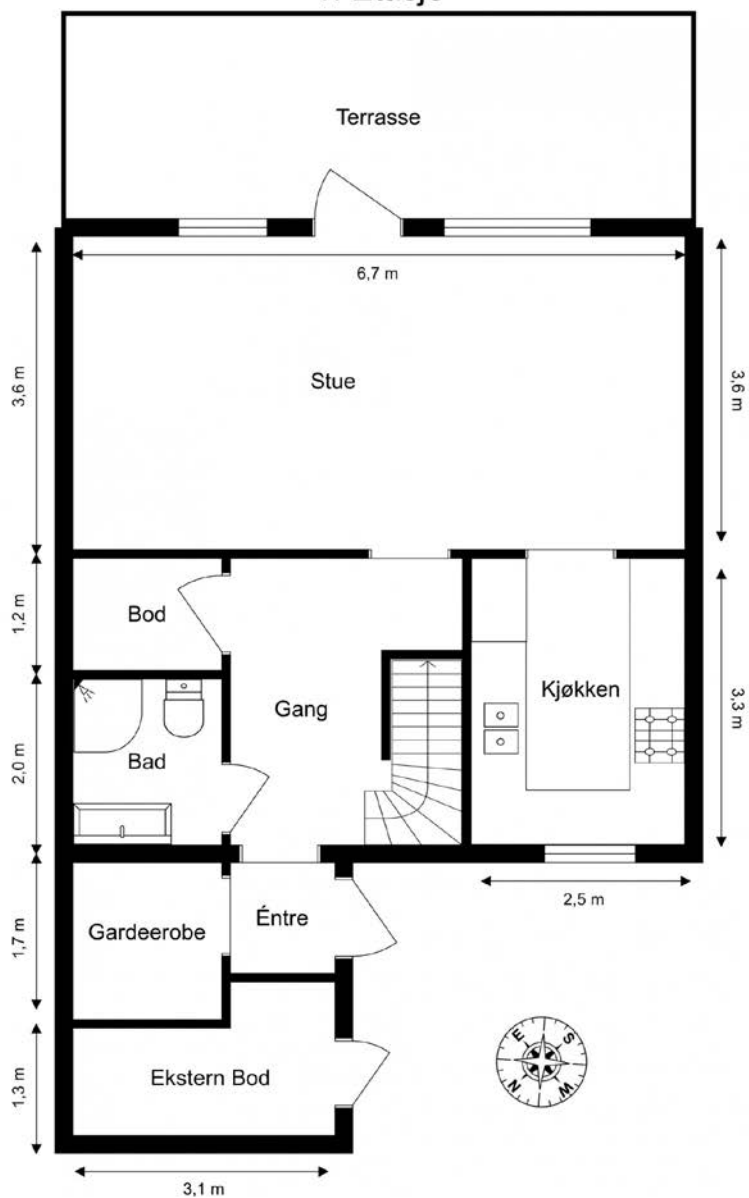 Terrasse
6,7 m
3,6 m
Stue
3,6 m
1,2 m
Bod
Gang
Kjøkken
3,3 m
2,0 m
Bad
2,5 m
1,7 m
Gardeerobe
Éntre
E
S
N
W
1,3 m
Ekstern Bod
3,1 m